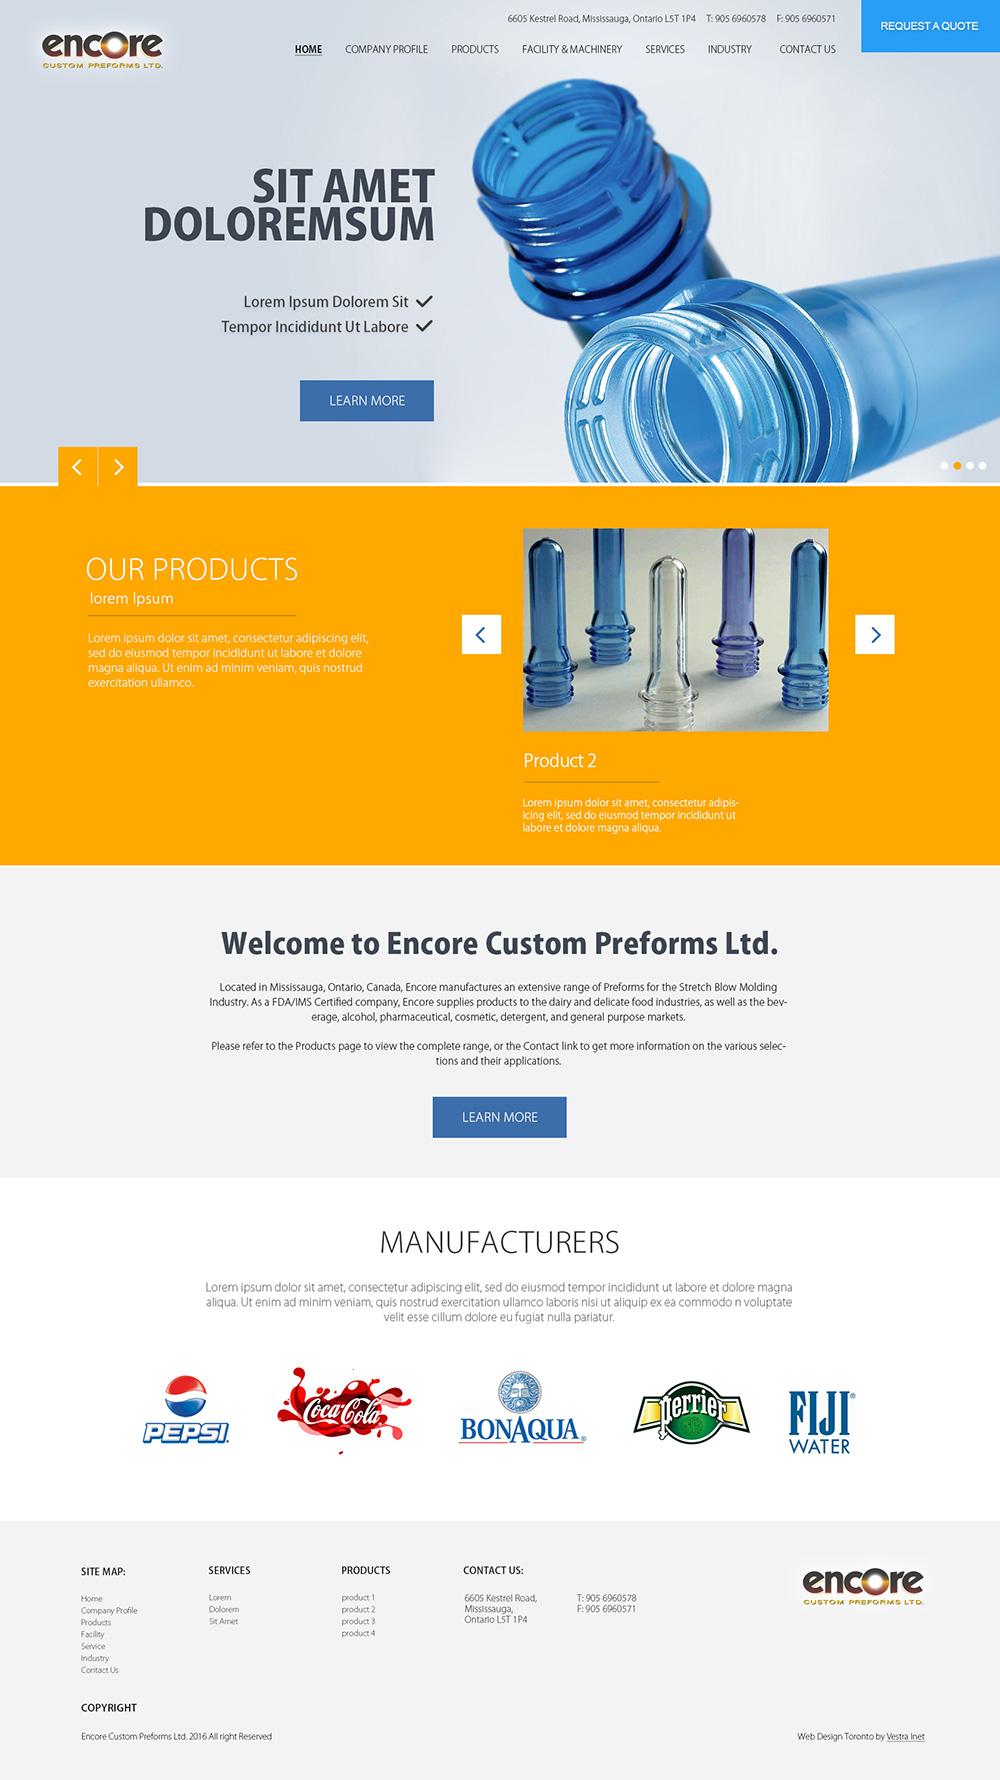 6605 Kestrel Road, Mississauga, Ontario L5T 1P4 T: 905 6960578 F: 905 6960571
REQUEST A QUOTE
encore
CUSTOM PREFORMS LTD.
HOME COMPANY PROFILE PRODUCTS FACILITY & MACHINERY SERVICES INDUSTRY CONTACT US
SIT AMET
DOLOREMSUM
Lorem Ipsum Dolorem Sit
Tempor Incididunt Ut Labore
LEARN MORE
OUR PRODUCTS
lorem Ipsum
Lorem ipsum dolor sit amet, consectetur adipiscing elit,
sed do eiusmod tempor incididunt ut labore et dolore
magna aliqua. Ut enim ad minim veniam, quis nostrud
exercitation ullamco.
Product 2
Lorem ipsum dolor sit amet, consectetur adipis-
icing elit, sed do eiusmod tempor incididunt ut
labore et dolore magna aliqua.
Welcome to Encore Custom Preforms Ltd.
Located in Mississauga, Ontario, Canada, Encore manufactures an extensive range of Preforms for the Stretch Blow Molding
Industry. As a FDA/IMS Certified company, Encore supplies products to the dairy and delicate food industries, as well as the bev-
erage, alcohol, pharmaceutical, cosmetic, detergent, and general purpose markets.
Please refer to the Products page to view the complete range, or the Contact link to get more information on the various selec-
tions and their applications.
LEARN MORE
MANUFACTURERS
Lorem ipsum dolor sit amet, consectetur adipiscing elit, sed do eiusmod tempor incididunt ut labore et dolore magna
aliqua. Ut enim ad minim veniam, quis nostrud exercitation ullamco laboris nisi ut aliquip ex ea commodo n voluptate
velit esse cillum dolore eu fugiat nulla pariatur.
PEPSI
Coca-Cola
BONAQUA®
perrier
FIJI®
WATER
SITE MAP:
Home
Company Profile
Products
Facility
Service
Industry
Contact Us
SERVICES
Lorem
Dolorem
Sit Amet
PRODUCTS
product 1
product 2
product 3
product 4
CONTACT US:
6605 Kestrel Road,
Mississauga,
Ontario L5T 1P4
T: 905 6960578
F: 905 6960571
encore
CUSTOM PREFORMS LTD.
COPYRIGHT
Encore Custom Preforms Ltd. 2016 All right Reserved
Web Design Toronto by Vestra Inet